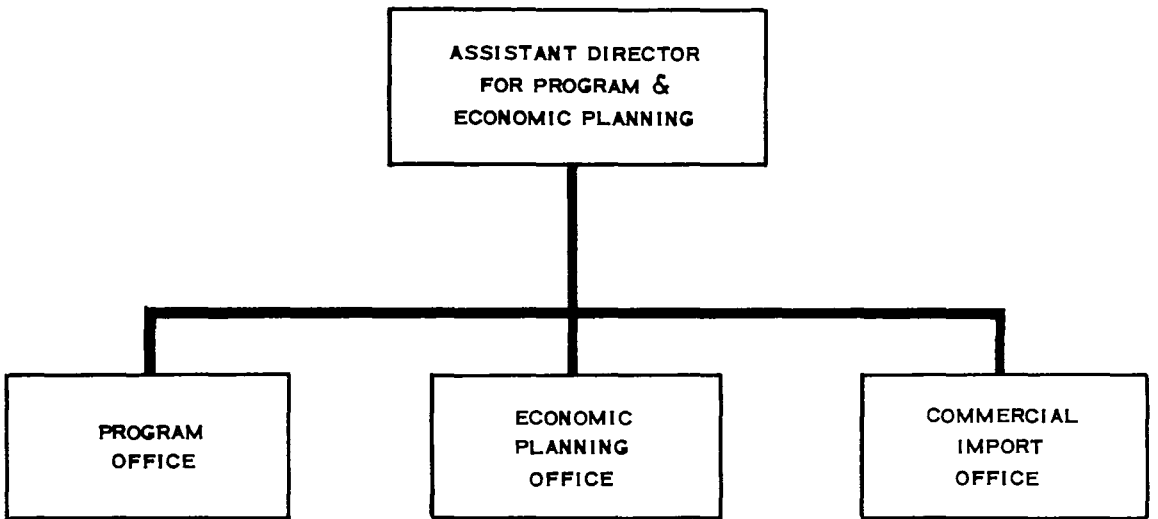 ASSISTANT DIRECTOR
FOR PROGRAM &
ECONOMIC PLANNING
PROGRAM
OFFICE
ECONOMIC
PLANNING
OFFICE
COMMERCIAL
IMPORT
OFFICE